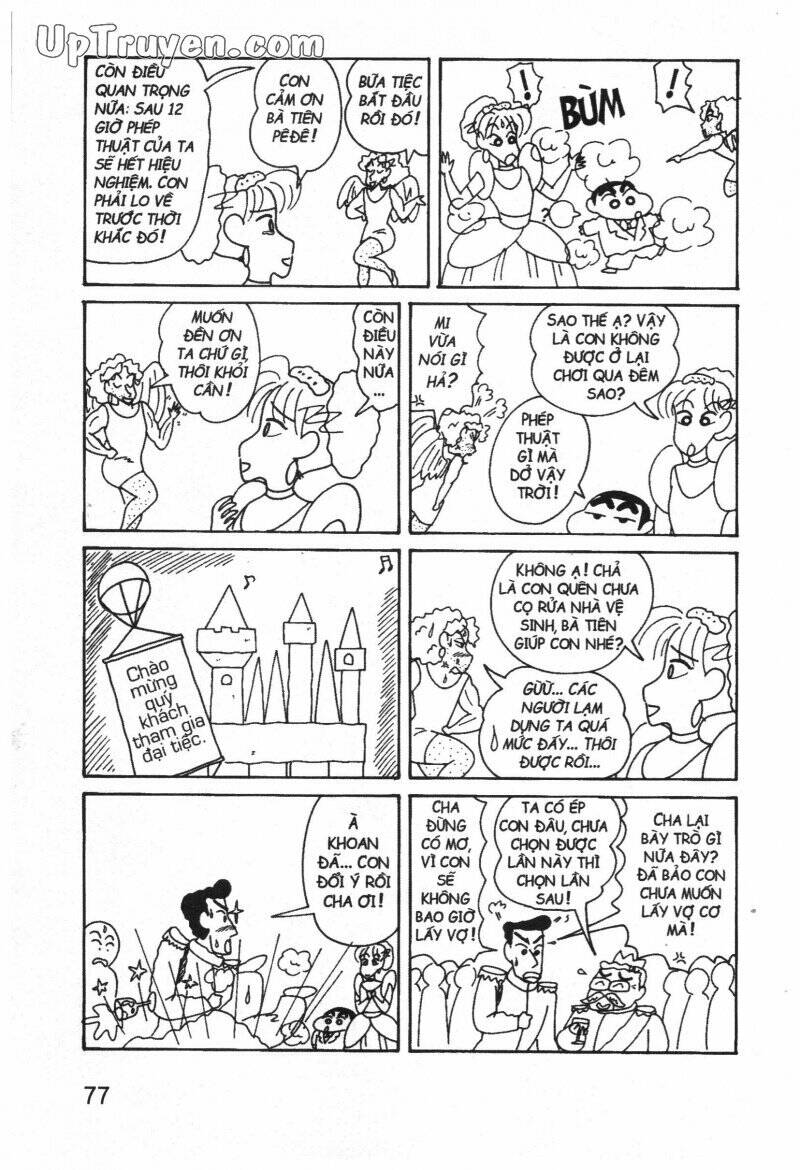 UpTruyen.com
!
BÙM
!
BỮA TIỆC
BẮT ĐẦU
RỒI ĐÓ!
CON
CẢM ƠN
BÀ TIÊN
PÊĐÊ!
CÒN ĐIỀU
QUAN TRỌNG
NỮA: SAU 12
GIỜ PHÉP
THUẬT CỦA TA
SẼ HẾT HIỆU
NGHIỆM. CON
PHẢI LO VỀ
TRƯỚC THỜI
KHẮC ĐÓ!
SAO THẾ Ạ? VẬY
LÀ CON KHÔNG
ĐƯỢC Ở LẠI
CHƠI QUA ĐÊM
SAO?
PHÉP
THUẬT
GÌ MÀ
DỞ VẬY
TRỜI!
MI
VỪA
NÓI GÌ
HẢ?
CÒN
ĐIỀU
NÀY
NỮA
...
MUỐN
ĐỀN ƠN
TA CHỨ GÌ,
THÔI KHỎI
CẦN!
KHÔNG Ạ! CHẢ
LÀ CON QUÊN CHƯA
CỌ RỬA NHÀ VỆ
SINH, BÀ TIÊN
GIÚP CON NHÉ?
GỪỪ... CÁC
NGƯỜI LẠM
DỤNG TA QUÁ
MỨC ĐẤY... THÔI
ĐƯỢC RỒI...
Chào
mừng
quý
khách
tham gia
đại tiệc.
CHA LẠI
BÀY TRÒ GÌ
NỮA ĐÂY?
ĐÃ BẢO CON
CHƯA MUỐN
LẤY VỢ CƠ
MÀ!
TA CÓ ÉP
CON ĐÂU, CHƯA
CHỌN ĐƯỢC
LẦN NÀY THÌ
CHỌN LẦN
SAU!
CHA
ĐỪNG
CÓ MƠ,
VÌ CON
SẼ
KHÔNG
BAO GIỜ
LẤY VỢ!
À
KHOAN
ĐÃ... CON
ĐỔI Ý RỒI
CHA ƠI!
77